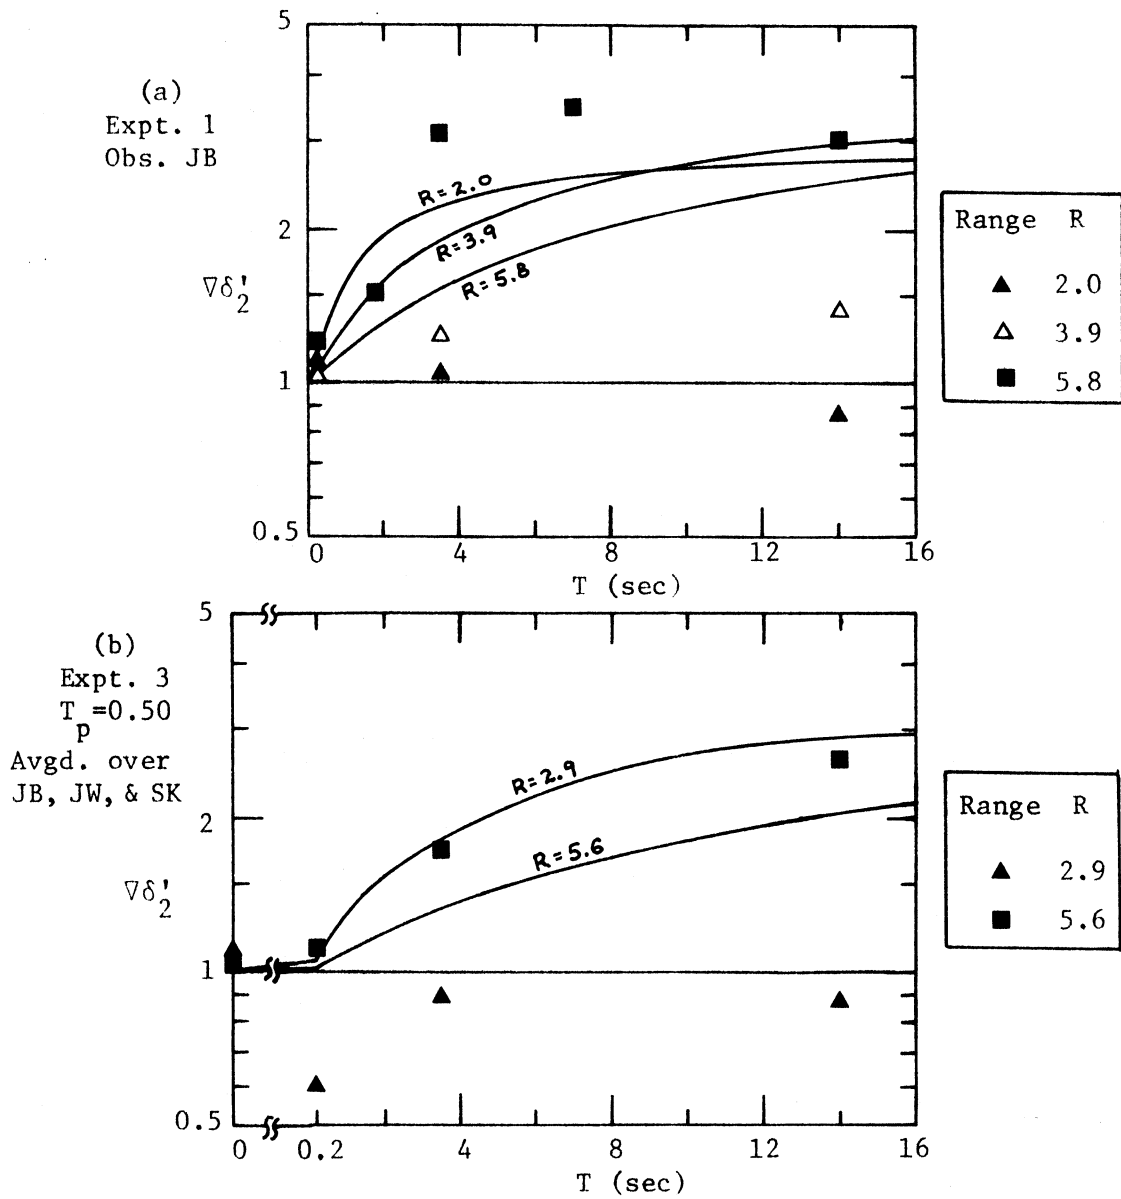 (a)
Expt. 1
Obs. JB
5
2
1
0.5
∇δ'₂
R=2.0
R=3.9
R=5.8
0 4 8 12 16
T (sec)
Range R
▲ 2.0
△ 3.9
■ 5.8
(b)
Expt. 3
Tₚ=0.50
Avgd. over
JB, JW, & SK
5
2
1
0.5
∇δ'₂
R=2.9
R=5.6
0 0.2 4 8 12 16
T (sec)
Range R
▲ 2.9
■ 5.6